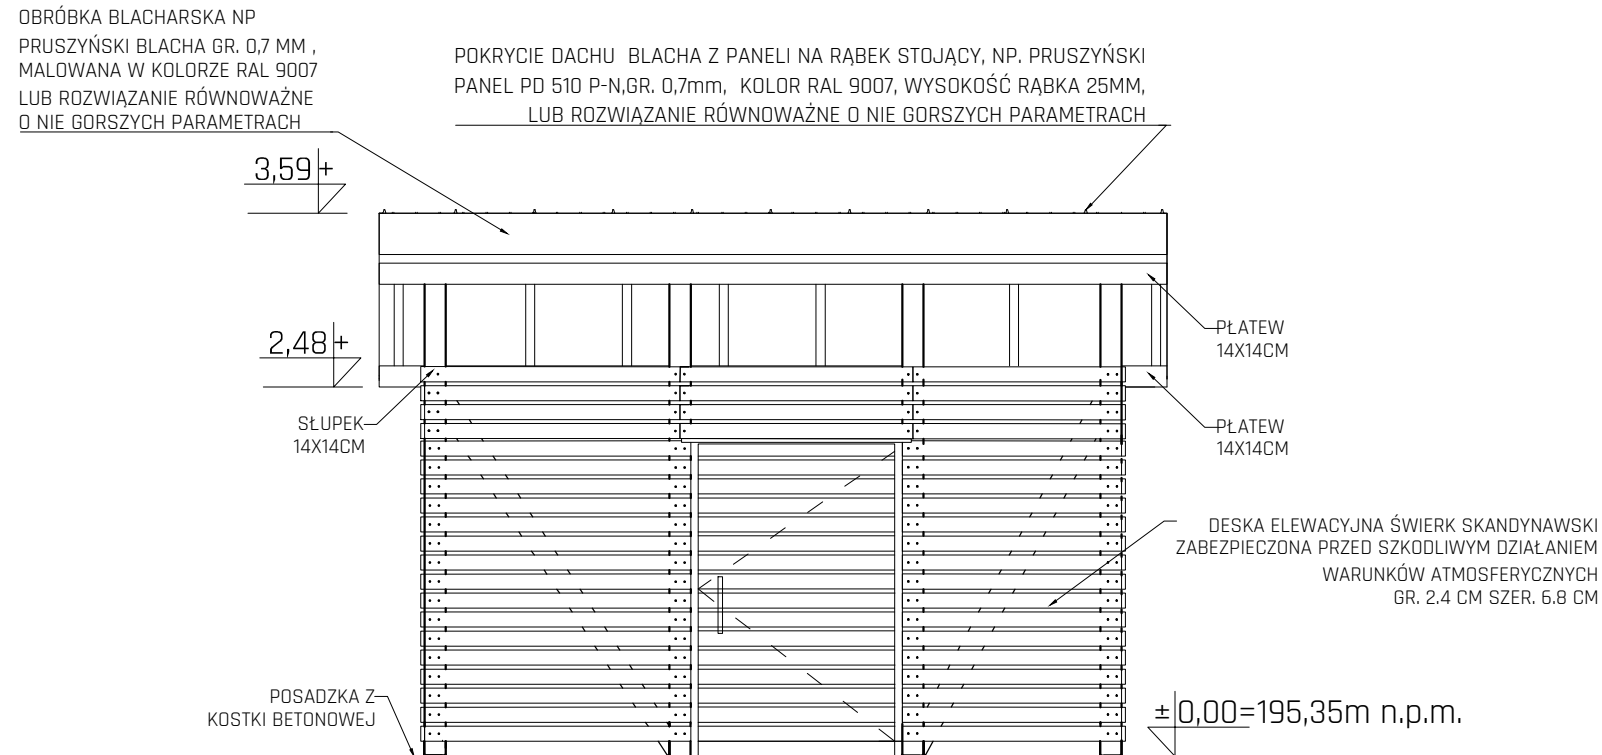 OBRÓBKA BLACHARSKA NP
PRUSZYŃSKI BLACHA GR. 0,7 MM ,
MALOWANA W KOLORZE RAL 9007
LUB ROZWIĄZANIE RÓWNOWAŻNE
O NIE GORSZYCH PARAMETRACH
POKRYCIE DACHU BLACHA Z PANELI NA RĄBEK STOJĄCY, NP. PRUSZYŃSKI
PANEL PD 510 P-N,GR. 0,7mm, KOLOR RAL 9007, WYSOKOŚĆ RĄBKA 25MM,
LUB ROZWIĄZANIE RÓWNOWAŻNE O NIE GORSZYCH PARAMETRACH
3,59 +
2,48 +
PŁATEW
14X14CM
SŁUPEK
14X14CM
PŁATEW
14X14CM
DESKA ELEWACYJNA ŚWIERK SKANDYNAWSKI
ZABEZPIECZONA PRZED SZKODLIWYM DZIAŁANIEM
WARUNKÓW ATMOSFERYCZNYCH
GR. 2.4 CM SZER. 6.8 CM
POSADZKA Z
KOSTKI BETONOWEJ
± 0,00=195,35m n.p.m.